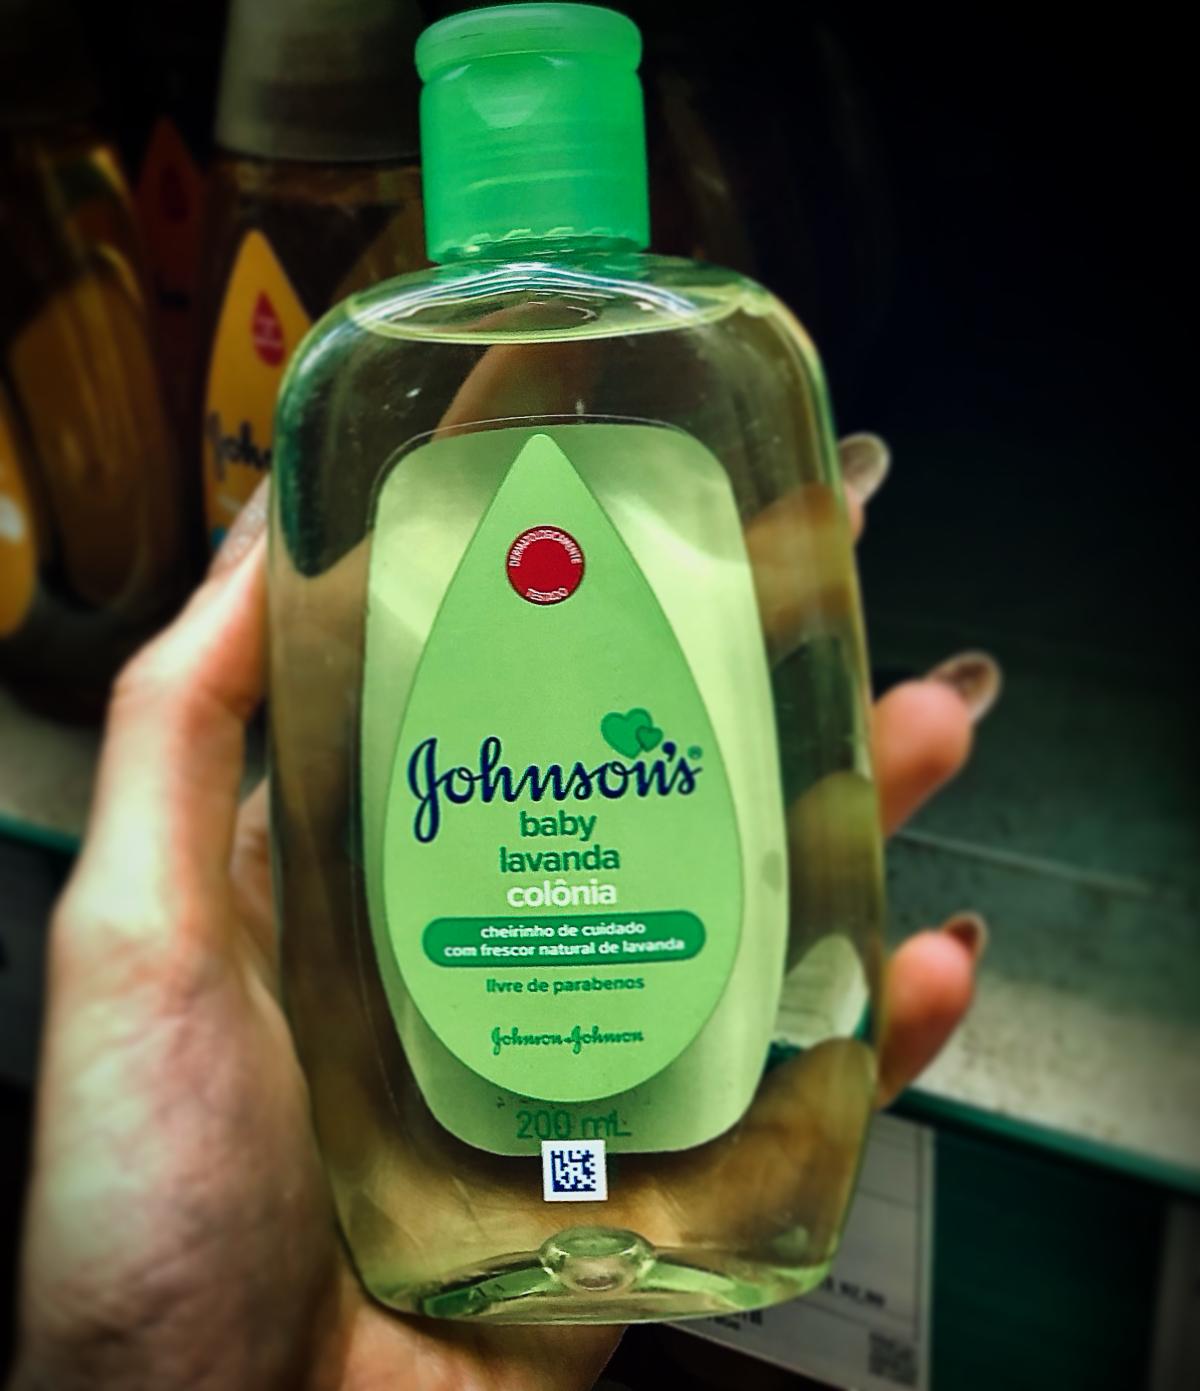 DERMATOLOGICAMENTE
TESTADO
Johnson's®
baby
lavanda
colônia
cheirinho de cuidado
com frescor natural de lavanda
livre de parabenos
Johnson & Johnson
200 mL